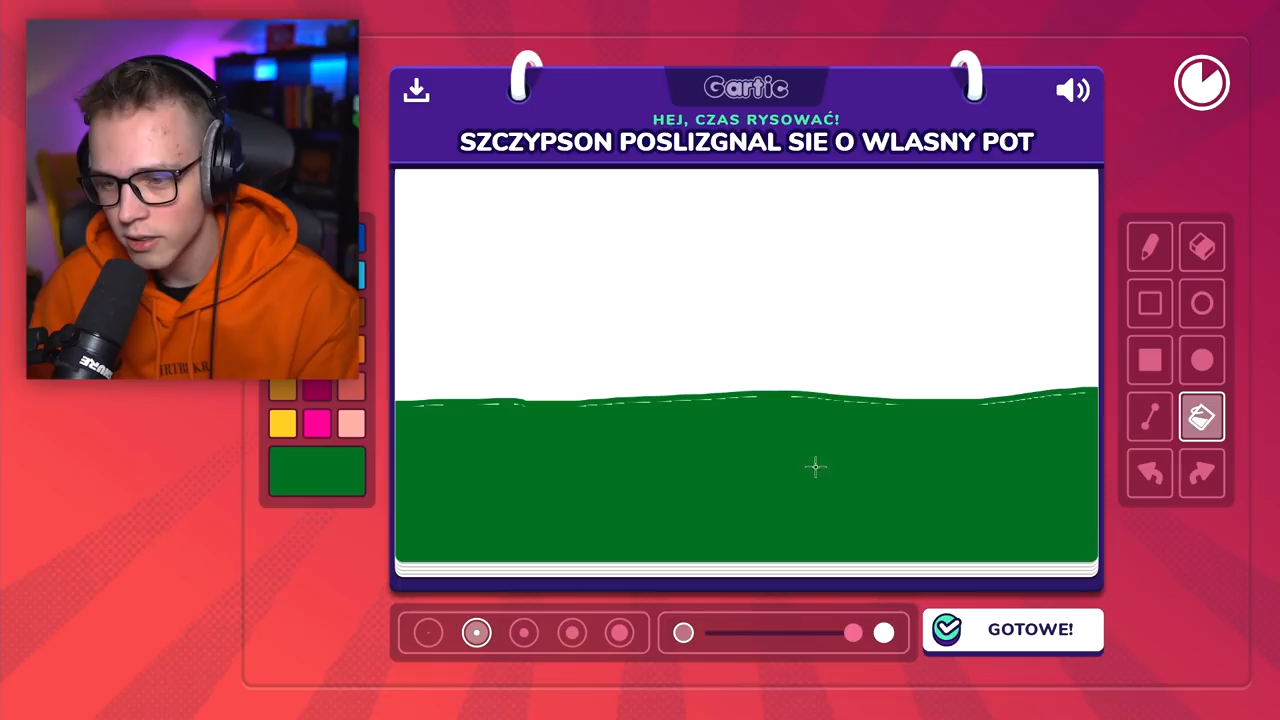 Gartic
HEJ, CZAS RYSOWAĆ!
SZCZYPSON POSLIZGNAL SIE O WLASNY POT
GOTOWE!